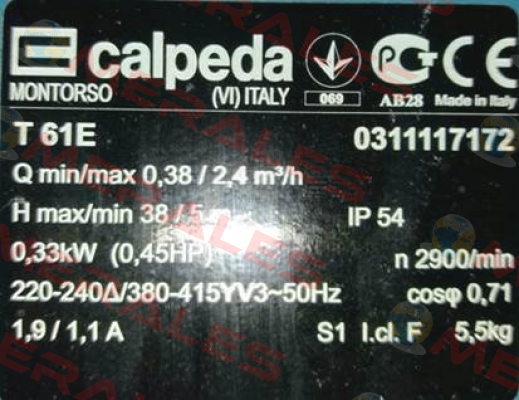 calpeda
MONTORSO (VI) ITALY 069 AB28 Made in Italy
T 61E 0311117172
Q min/max 0,38 / 2,4 m³/h
H max/min 38 / 5 m IP 54
0,33kW (0,45HP) n 2900/min
220-240Δ/380-415YV3~50Hz cosφ 0,71
1,9 / 1,1 A S1 I.cl. F 5,5kg
MERALES